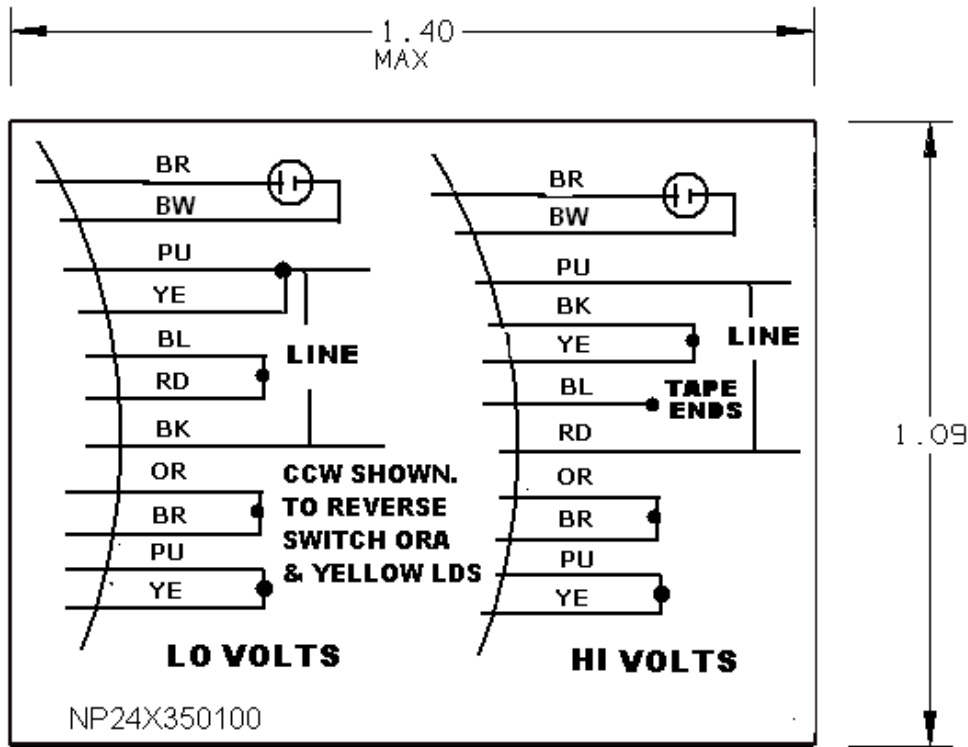 1.40
MAX
BR
BW
PU
YE
BL
RD
BK
OR
BR
PU
YE
LINE
CCW SHOWN.
TO REVERSE
SWITCH ORA
& YELLOW LDS
LO VOLTS
BR
BW
PU
BK
YE
BL
RD
OR
BR
PU
YE
LINE
TAPE
ENDS
HI VOLTS
NP24X350100
1.09